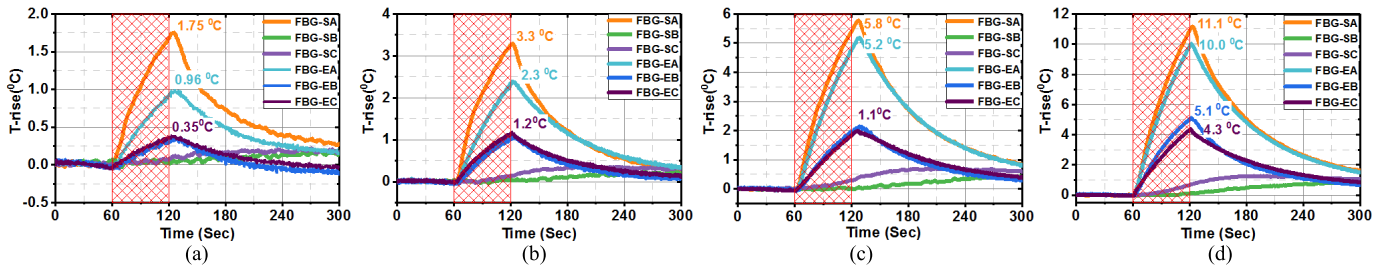 T-rise(⁰C)
2.0
1.5
1.0
0.5
0.0
-0.5
0
60
120
180
240
300
Time (Sec)
1.75 ⁰C
0.96 ⁰C
0.35⁰C
FBG-SA
FBG-SB
FBG-SC
FBG-EA
FBG-EB
FBG-EC
(a)
T-rise(⁰C)
4
3
2
1
0
0
60
120
180
240
300
Time (Sec)
3.3 ⁰C
2.3 ⁰C
1.2⁰C
FBG-SA
FBG-SB
FBG-SC
FBG-EA
FBG-EB
FBG-EC
(b)
T-rise(⁰C)
6
5
4
3
2
1
0
0
60
120
180
240
300
Time (Sec)
5.8 ⁰C
5.2 ⁰C
1.1⁰C
FBG-SA
FBG-SB
FBG-SC
FBG-EA
FBG-EB
FBG-EC
(c)
T-rise(⁰C)
12
10
8
6
4
2
0
0
60
120
180
240
300
Time (Sec)
11.1 ⁰C
10.0 ⁰C
5.1 ⁰C
4.3 ⁰C
FBG-SA
FBG-SB
FBG-SC
FBG-EA
FBG-EB
FBG-EC
(d)